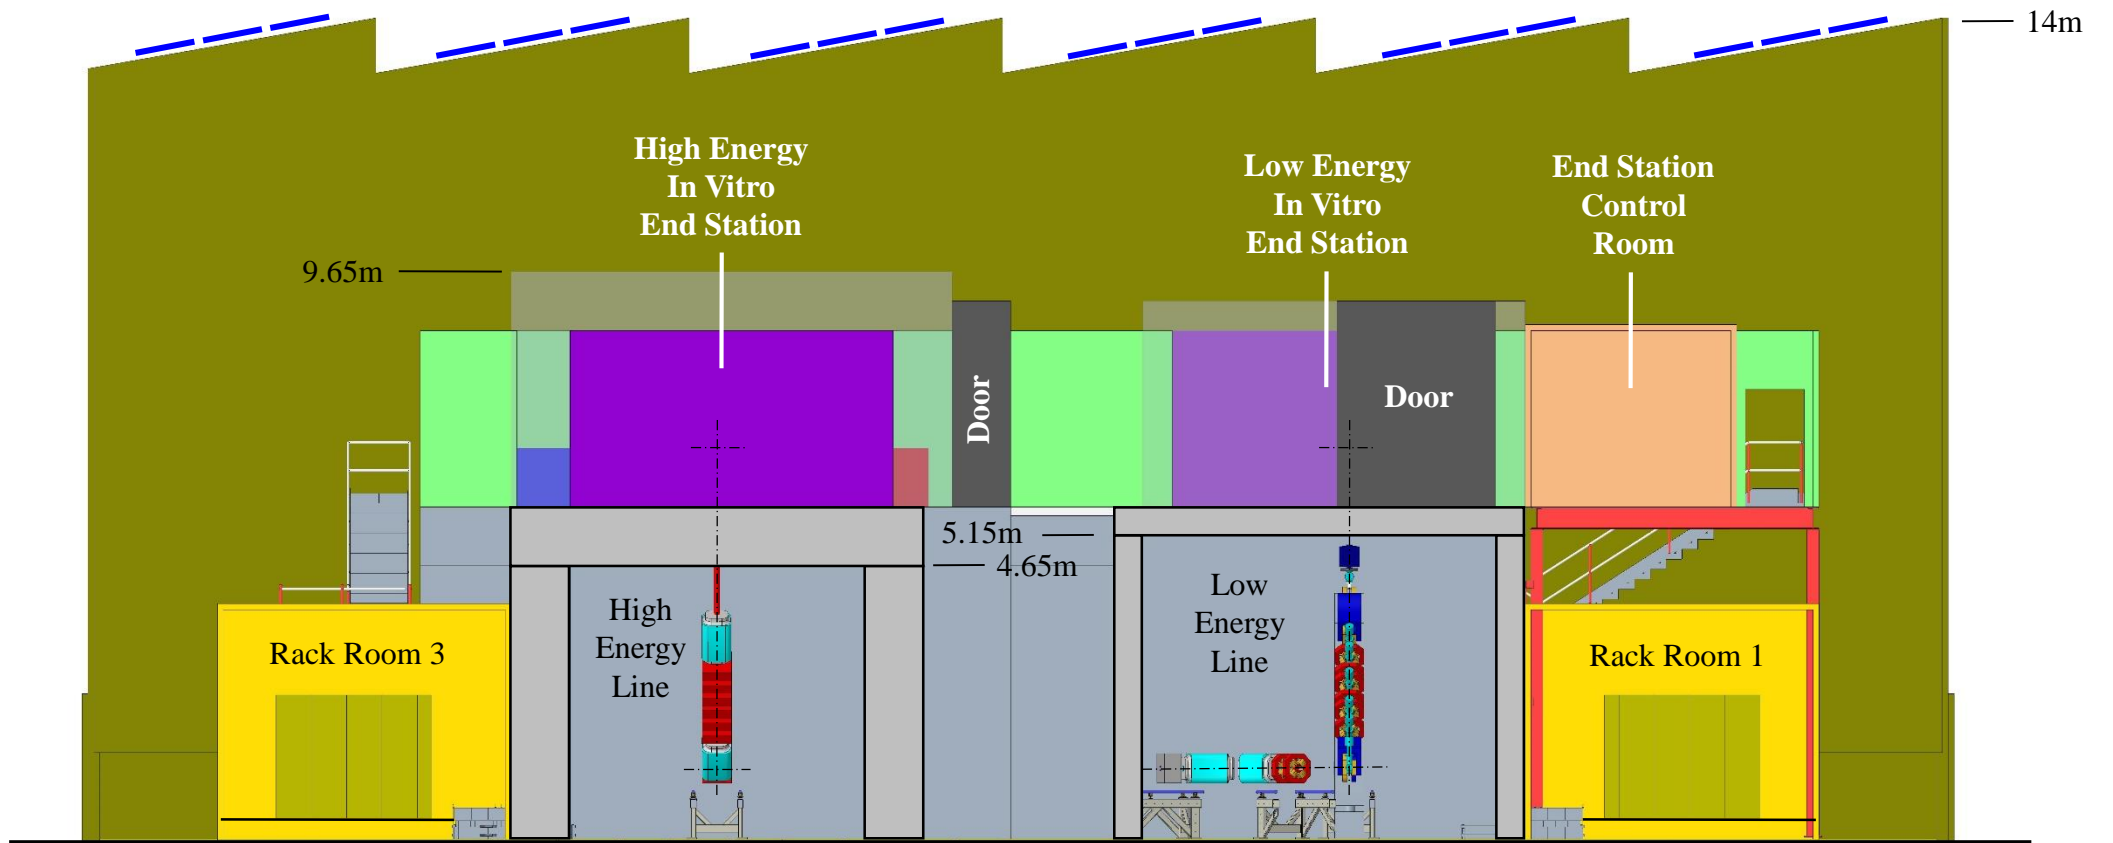 14m
High Energy
In Vitro
End Station
Low Energy
In Vitro
End Station
End Station
Control
Room
9.65m
Door
Door
5.15m
4.65m
High
Energy
Line
Low
Energy
Line
Rack Room 3
Rack Room 1